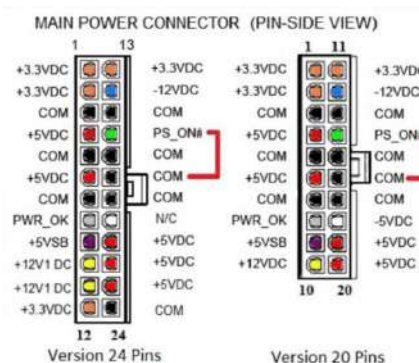 MAIN POWER CONNECTOR (PIN-SIDE VIEW)
1 13
+3.3VDC +3.3VDC
+3.3VDC -12VDC
COM COM
+5VDC PS_ON#
COM COM
+5VDC COM
COM COM
PWR_OK N/C
+5VSB +5VDC
+12V1 DC +5VDC
+12V1 DC +5VDC
+3.3VDC COM
12 24
Version 24 Pins
1 11
+3.3VDC +3.3VDC
+3.3VDC -12VDC
COM COM
+5VDC PS_ON
COM COM
+5VDC COM
COM COM
PWR_OK -5VDC
+5VSB +5VDC
+12VDC +5VDC
10 20
Version 20 Pins